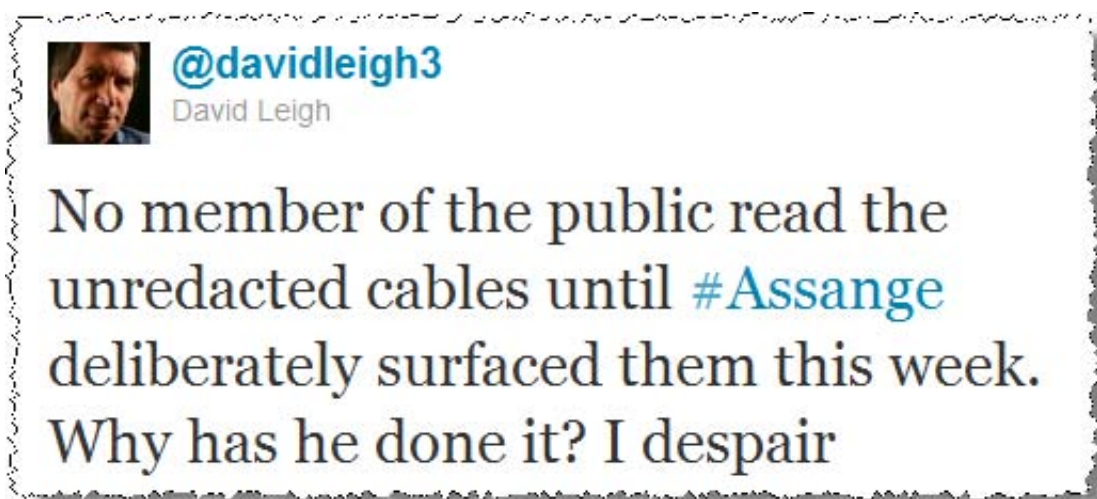 @davidleigh3
David Leigh
No member of the public read the
unredacted cables until #Assange
deliberately surfaced them this week.
Why has he done it? I despair